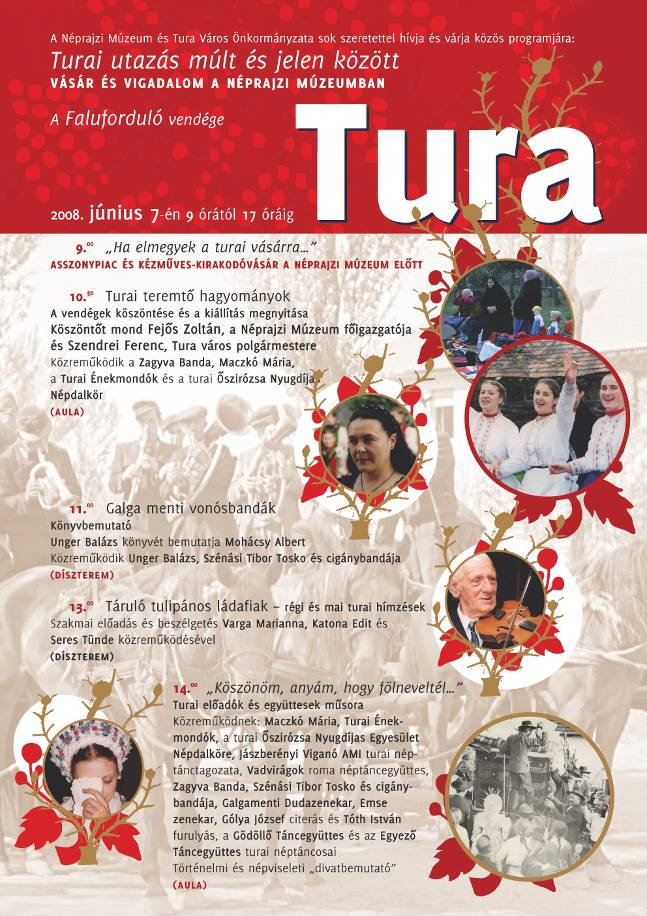 A Néprajzi Múzeum és Tura Város Önkormányzata sok szeretettel hívja és várja közös programjára:
Turai utazás múlt és jelen között
VÁSÁR ÉS VIGADALOM A NÉPRAJZI MÚZEUMBAN
A Faluforduló vendége
Tura
2008. június 7-én 9 órától 17 óráig
9.00 „Ha elmegyek a turai vásárra…”
ASSZONYPIAC ÉS KÉZMŰVES-KIRAKODÓVÁSÁR A NÉPRAJZI MÚZEUM ELŐTT
10.30 Turai teremtő hagyományok
A vendégek köszöntése és a kiállítás megnyitása
Köszöntőt mond Fejős Zoltán, a Néprajzi Múzeum főigazgatója
és Szendrei Ferenc, Tura város polgármestere
Közreműködik a Zagyva Banda, Maczkó Mária,
a Turai Énekmondók és a turai Őszirózsa Nyugdíjas
Népdalkör
(AULA)
11.00 Galga menti vonósbandák
Könyvbemutató
Unger Balázs könyvét bemutatja Mohácsy Albert
Közreműködik Unger Balázs, Szénási Tibor Tosko és cigánybandája
(DÍSZTEREM)
13.00 Táruló tulipános ládafiak – régi és mai turai hímzések
Szakmai előadás és beszélgetés Varga Marianna, Katona Edit és
Seres Tünde közreműködésével
(DÍSZTEREM)
14.00 „Köszönöm, anyám, hogy fölneveltél…”
Turai előadók és együttesek műsora
Közreműködnek: Maczkó Mária, Turai Ének-
mondók, a turai Őszirózsa Nyugdíjas Egyesület
Népdalköre, Jászberényi Viganó AMI turai nép-
tánctagozata, Vadvirágok roma néptáncegyüttes,
Zagyva Banda, Szénási Tibor Tosko és cigány-
bandája, Galgamenti Dudazenekar, Emse
zenekar, Gólya József citerás és Tóth István
furulyás, a Gödöllő Táncegyüttes és az Egyező
Táncegyüttes turai néptáncosai
Történelmi és népviseleti „divatbemutató”
(AULA)